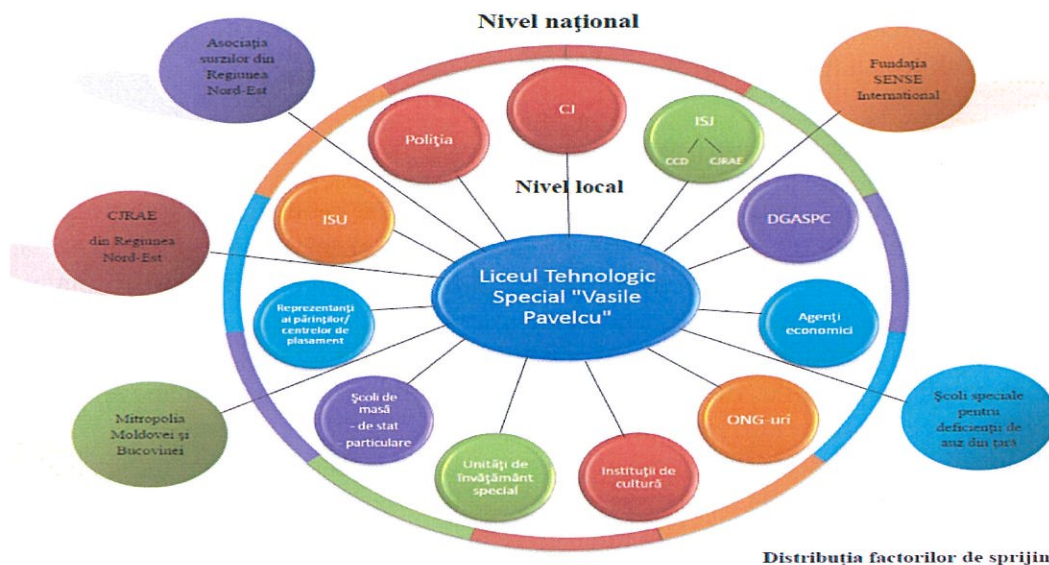 Nivel naţional
Asociaţia
surzilor din
Regiunea
Nord-Est
Fundaţia
SENSE
International
CJ
Poliţia
ISJ
CCD CJRAE
Nivel local
ISU
DGASPC
CJRAE
din Regiunea
Nord-Est
Liceul Tehnologic
Special "Vasile
Pavelcu"
Reprezentanţi
ai părinţilor/
centrelor de
plasament
Agenţi
economici
Mitropolia
Moldovei şi
Bucovinei
Şcoli de
masă
- de stat
- particulare
ONG-uri
Şcoli speciale
pentru
deficienţii de
auz din ţară
Unităţi de
învăţământ
special
Instituţii de
cultură
Distribuţia factorilor de sprijin